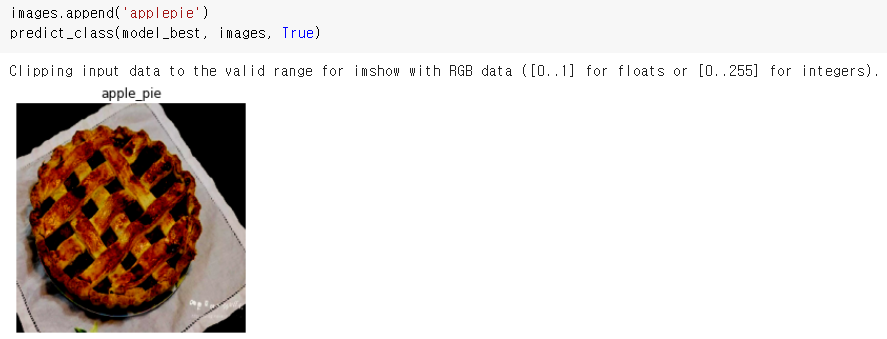 images.append('applepie')
predict_class(model_best, images, True)
Clipping input data to the valid range for imshow with RGB data ([0..1] for floats or [0..255] for integers).
apple_pie